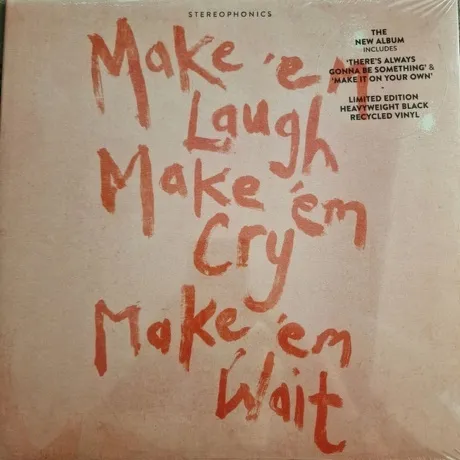 STEREOPHONICS
Make 'em
Laugh
Make 'em
Cry
Make 'em
Wait
THE
NEW ALBUM
INCLUDES
'THERE'S ALWAYS
GONNA BE SOMETHING' &
'MAKE IT ON YOUR OWN'
-
LIMITED EDITION
HEAVYWEIGHT BLACK
RECYCLED VINYL